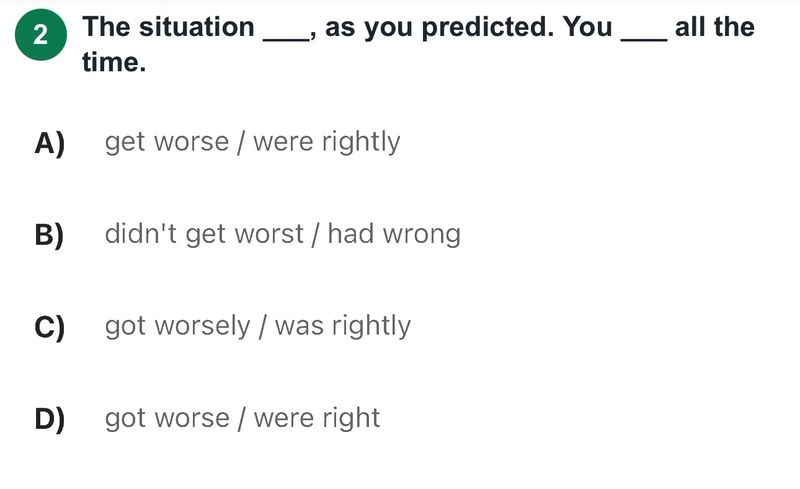 2
The situation ___, as you predicted. You ___ all the
time.
A) get worse / were rightly
B) didn't get worst / had wrong
C) got worsely / was rightly
D) got worse / were right